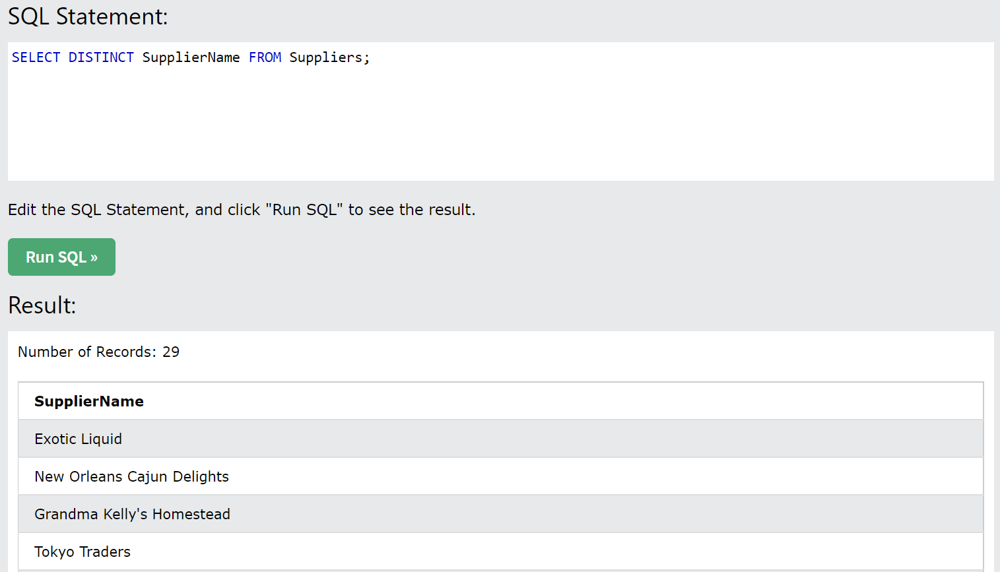 SQL Statement:
SELECT DISTINCT SupplierName FROM Suppliers;
Edit the SQL Statement, and click "Run SQL" to see the result.
Run SQL »
Result:
Number of Records: 29
SupplierName
Exotic Liquid
New Orleans Cajun Delights
Grandma Kelly's Homestead
Tokyo Traders